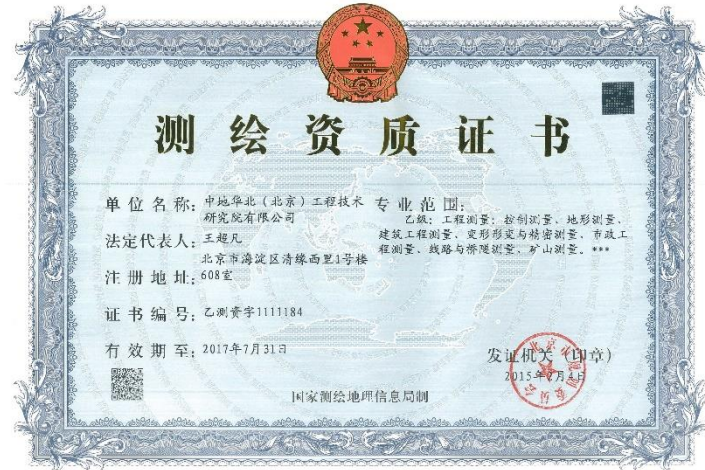 测绘资质证书
单位名称：中地华北（北京）工程技术
研究院有限公司
法定代表人：王超凡
北京市海淀区清缘西里1号楼
注册地址：608室
证书编号：乙测资字1111184
有效期至：2017年7月31日
专业范围：
乙级：工程测量：控制测量、地形测量、
建筑工程测量、变形形变与精密测量、市政工
程测量、线路与桥隧测量、矿山测量。***
发证机关（印章）
2015年2月4日
国家测绘地理信息局制